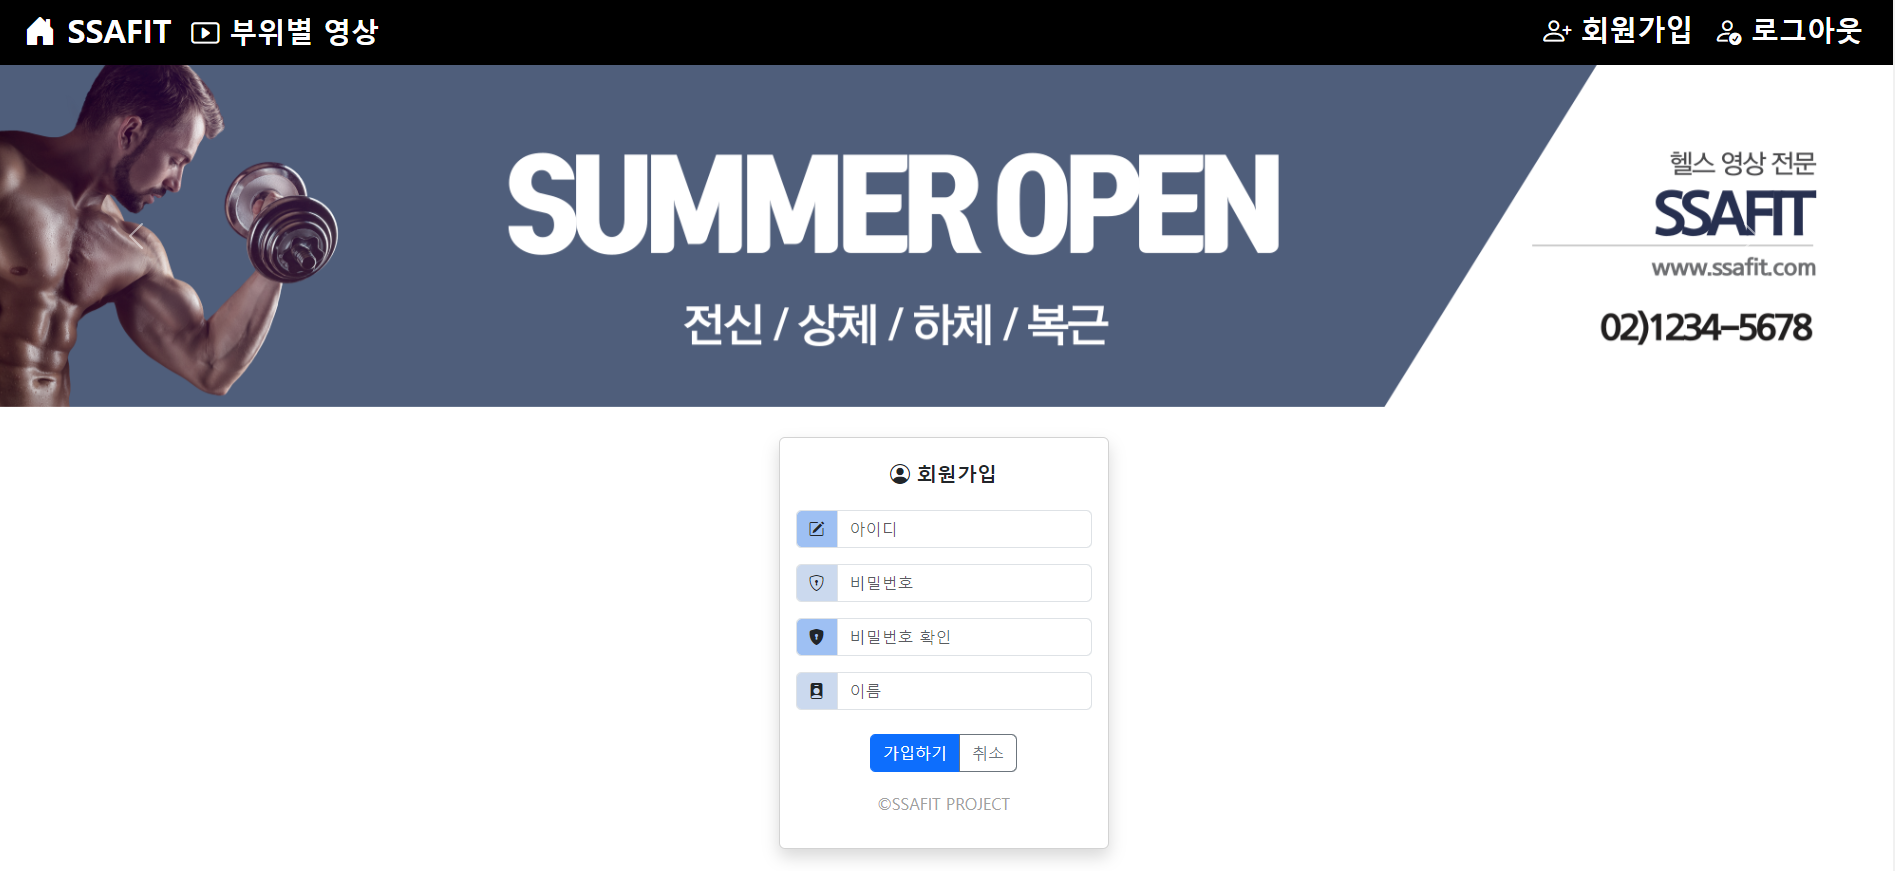 SSAFIT 부위별 영상 회원가입 로그아웃
SUMMER OPEN
전신 / 상체 / 하체 / 복근
헬스 영상 전문
SSAFIT
www.ssafit.com
02)1234-5678
회원가입
아이디
비밀번호
비밀번호 확인
이름
가입하기 취소
©SSAFIT PROJECT